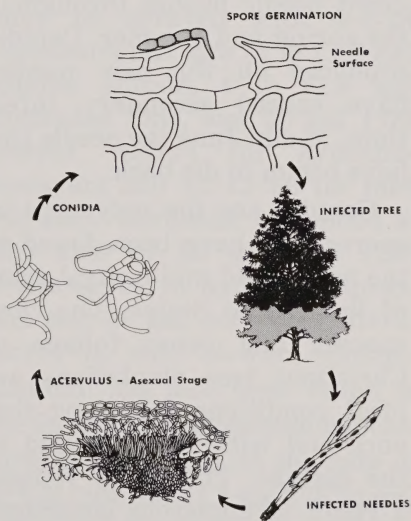 SPORE GERMINATION
Needle
Surface
INFECTED TREE
INFECTED NEEDLES
ACERVULUS - Asexual Stage
CONIDIA